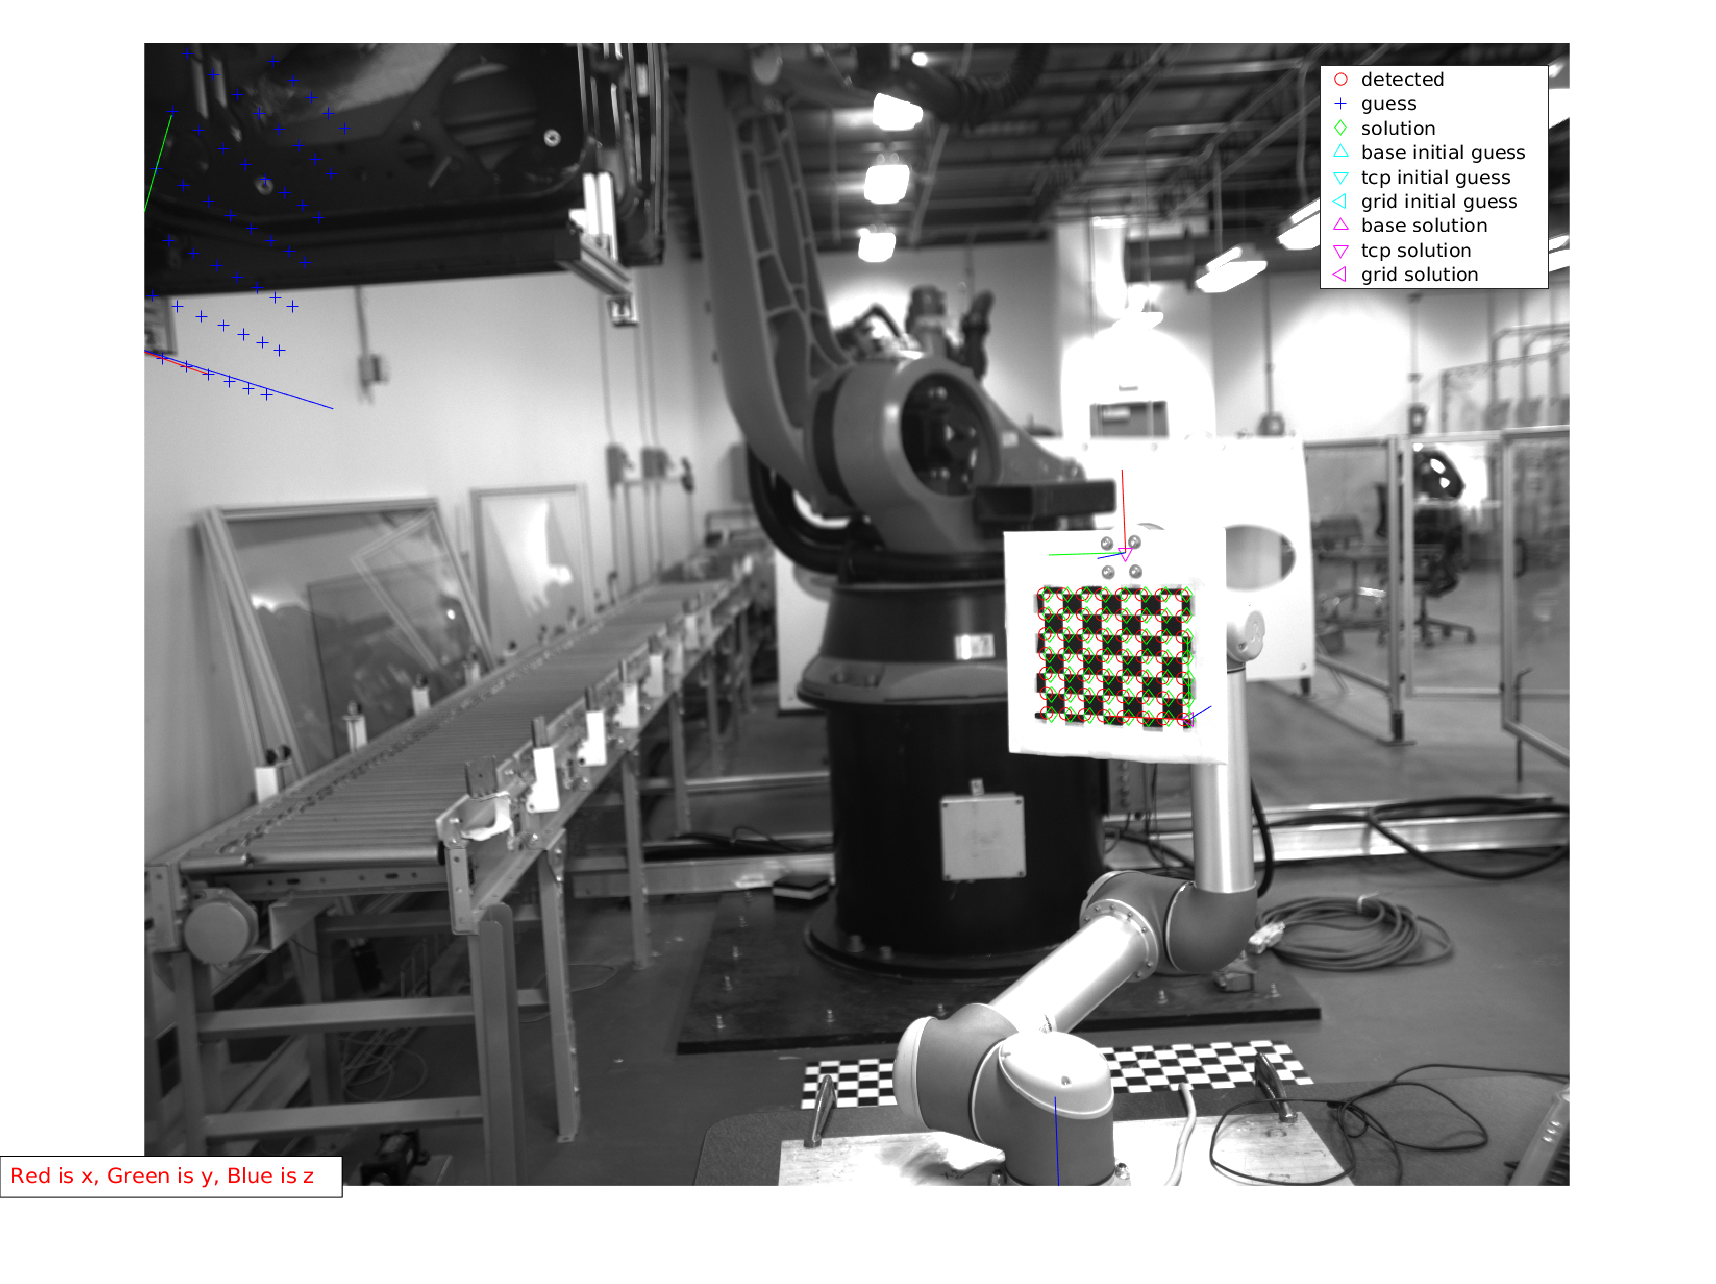 detected
guess
solution
base initial guess
tcp initial guess
grid initial guess
base solution
tcp solution
grid solution
Red is x, Green is y, Blue is z